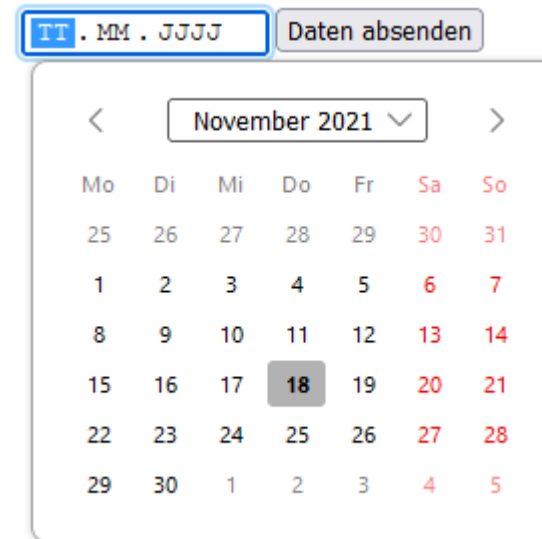 TT . MM . JJJJ Daten absenden
November 2021
Mo Di Mi Do Fr Sa So
25 26 27 28 29 30 31
1 2 3 4 5 6 7
8 9 10 11 12 13 14
15 16 17 18 19 20 21
22 23 24 25 26 27 28
29 30 1 2 3 4 5